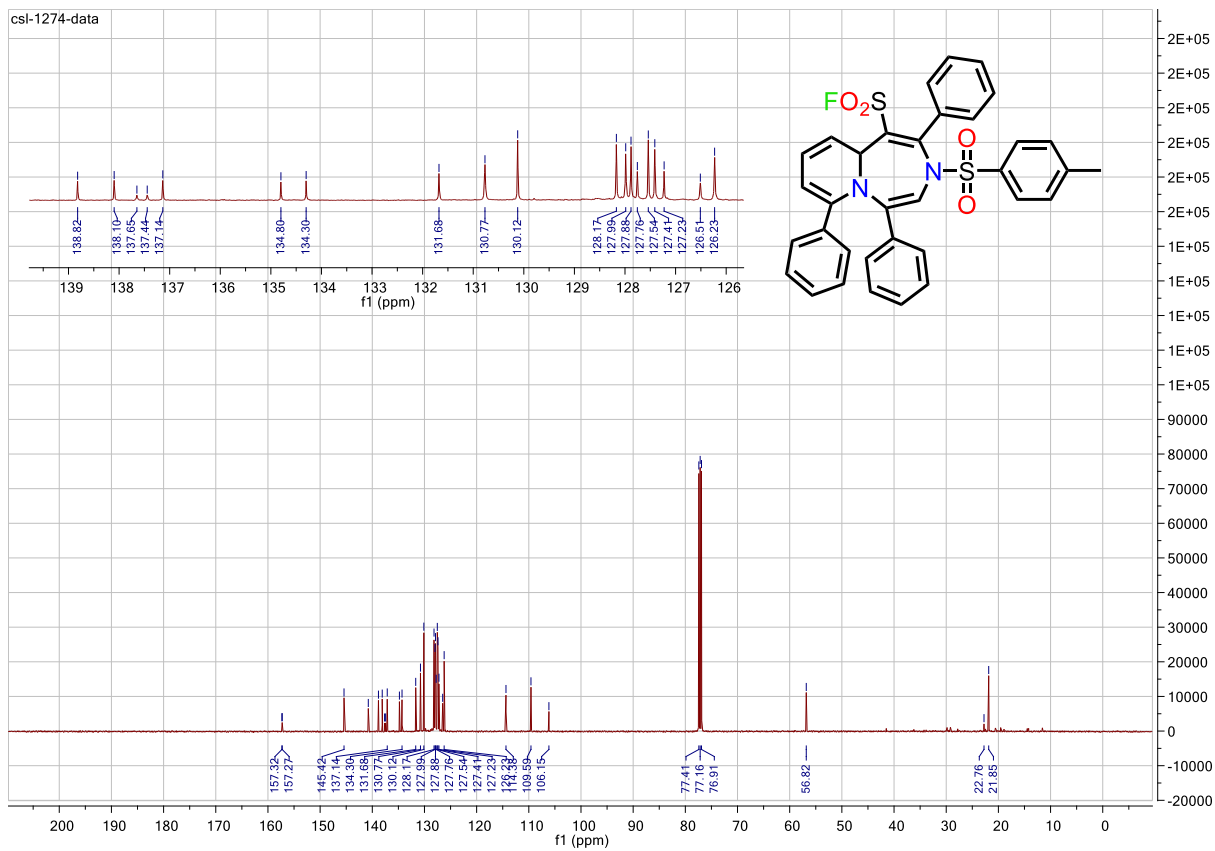 csl-1274-data
138.82
138.10
137.65
137.44
137.14
134.80
134.30
131.68
130.77
130.12
128.17
127.99
127.88
127.76
127.54
127.41
127.23
126.51
126.23
139 138 137 136 135 134 133 132 131 130 129 128 127 126
f1 (ppm)
FO2S
O
N S
O
N
2E+05
2E+05
2E+05
2E+05
2E+05
2E+05
1E+05
1E+05
1E+05
1E+05
1E+05
90000
80000
70000
60000
50000
40000
30000
20000
10000
0
-10000
-20000
157.32
157.27
145.42
137.14
134.30
131.68
130.77
130.12
128.17
127.99
127.88
127.76
127.54
127.41
127.23
126.23
114.38
109.59
106.15
77.41
77.16
76.91
56.82
22.76
21.85
200 190 180 170 160 150 140 130 120 110 100 90 80 70 60 50 40 30 20 10 0
f1 (ppm)